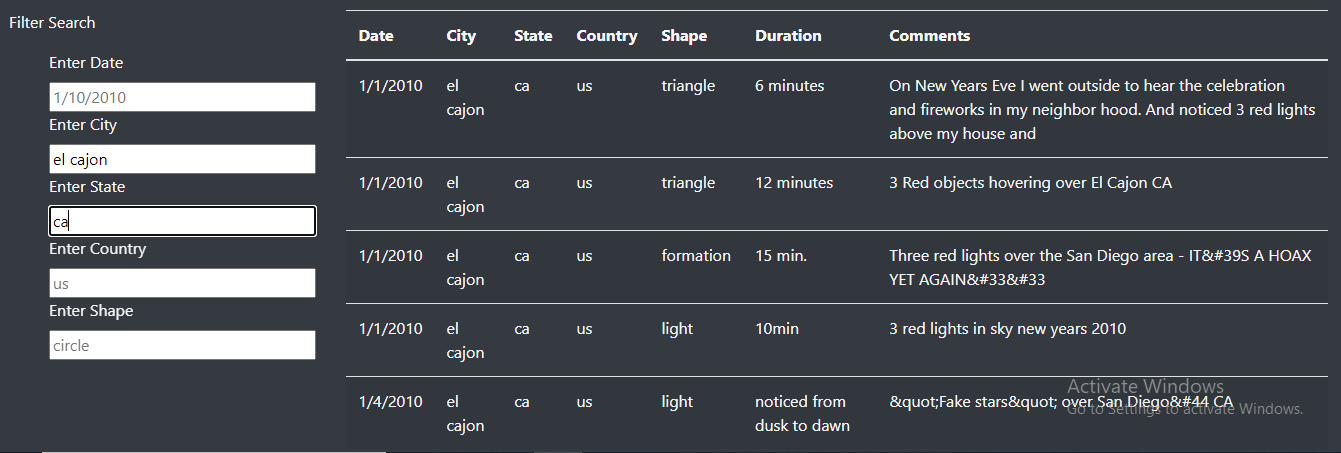 Filter Search
Enter Date
1/10/2010
Enter City
el cajon
Enter State
ca
Enter Country
us
Enter Shape
circle
Date City State Country Shape Duration Comments
1/1/2010 el ca us triangle 6 minutes On New Years Eve I went outside to hear the celebration
cajon and fireworks in my neighbor hood. And noticed 3 red lights
above my house and
1/1/2010 el ca us triangle 12 minutes 3 Red objects hovering over El Cajon CA
cajon
1/1/2010 el ca us formation 15 min. Three red lights over the San Diego area - IT&#39S A HOAX
cajon YET AGAIN&#33&#33
1/1/2010 el ca us light 10min 3 red lights in sky new years 2010
cajon
1/4/2010 el ca us light noticed from &quot;Fake stars&quot; over San Diego&#44 CA
cajon dusk to dawn
Activate Windows
Go to Settings to activate Windows.